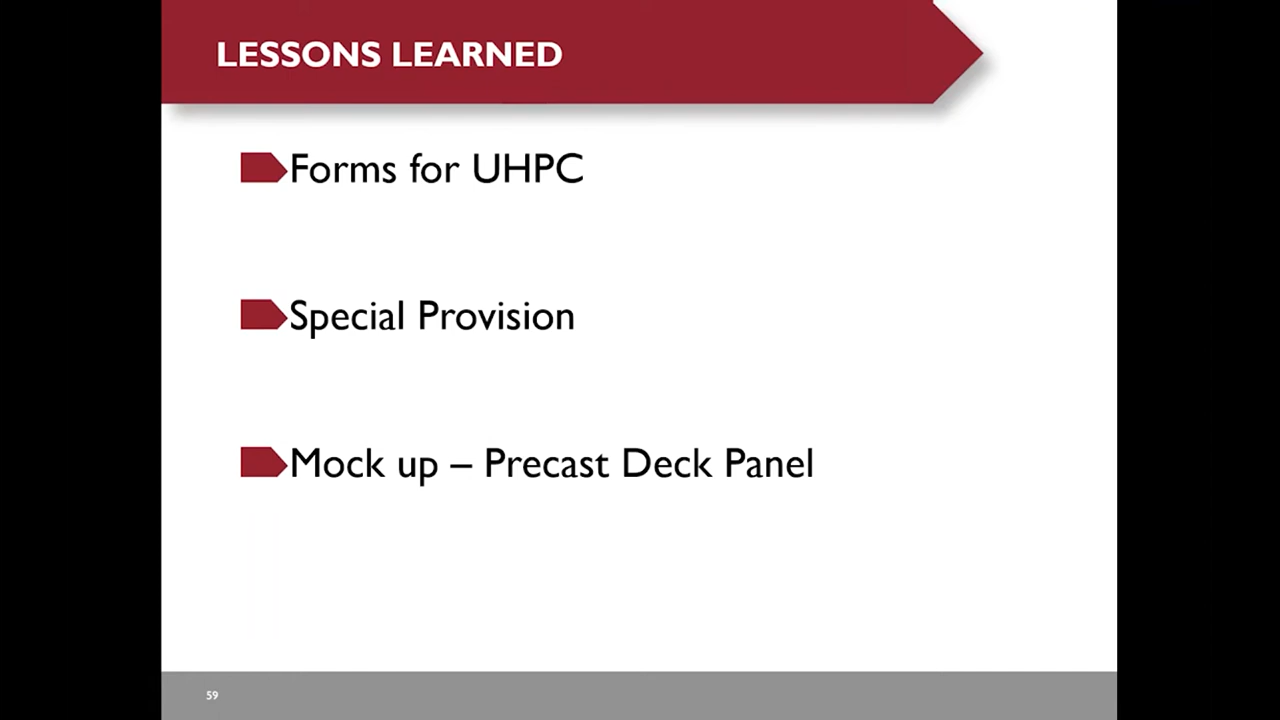 LESSONS LEARNED
Forms for UHPC
Special Provision
Mock up – Precast Deck Panel
59